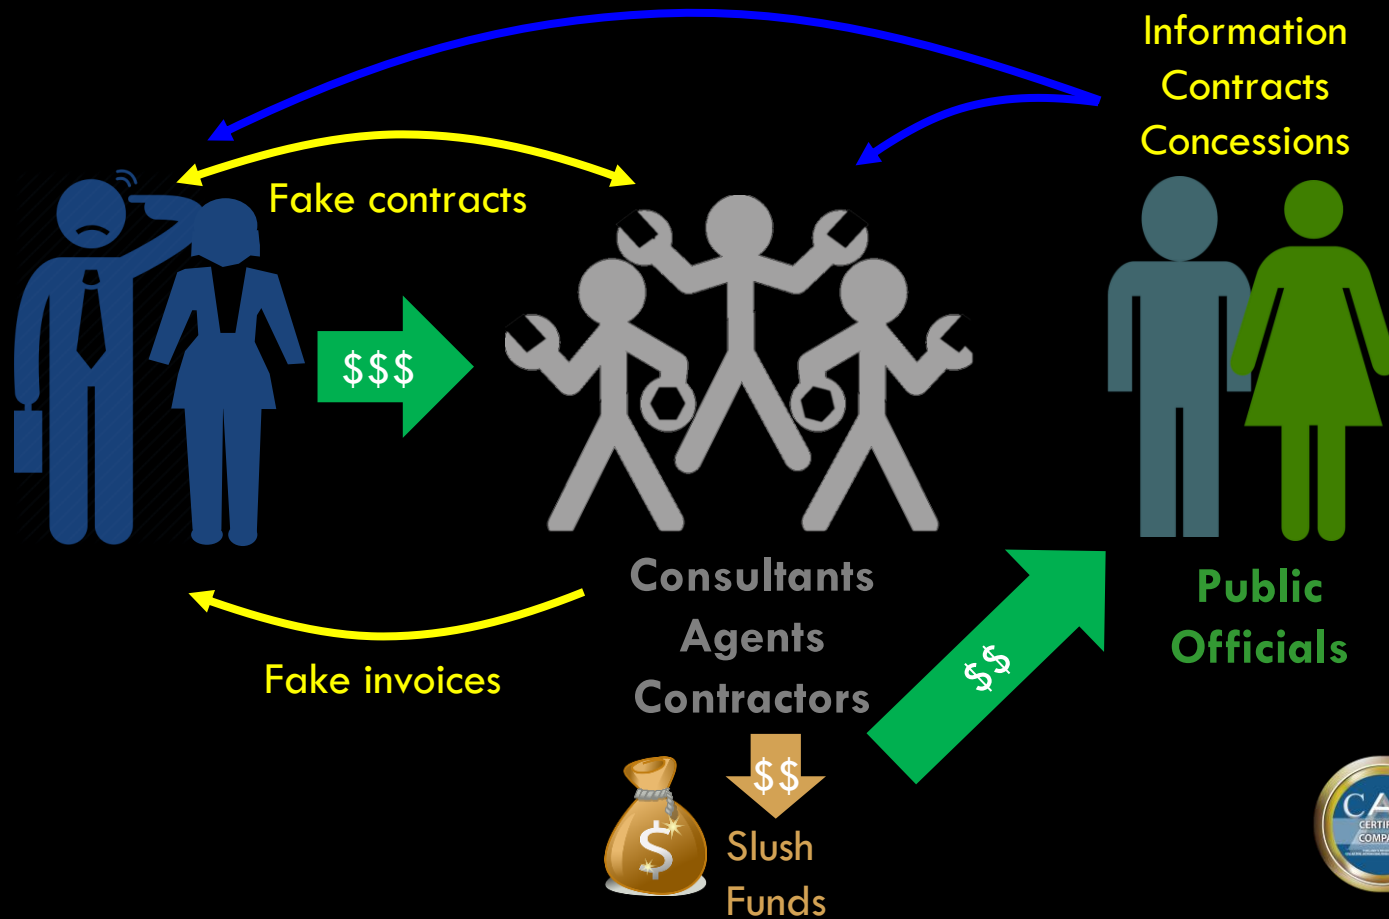 Information
Contracts
Concessions
Fake contracts
$$$
Consultants
Agents
Contractors
Public
Officials
$$
Fake invoices
$$
$
Slush
Funds